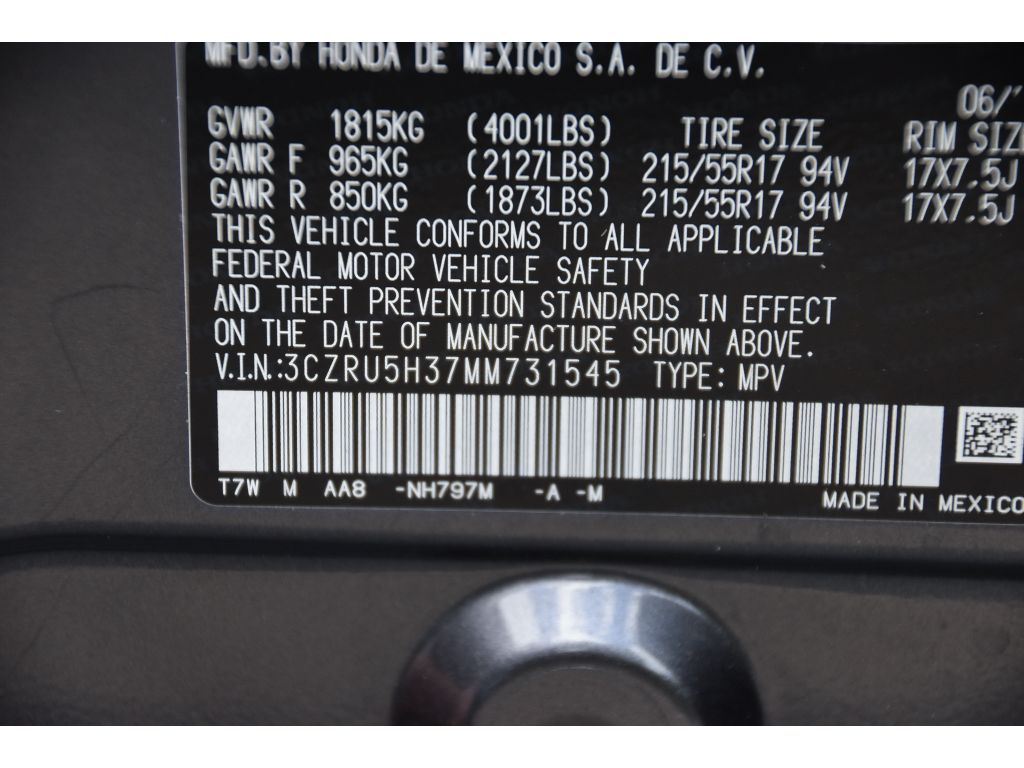 MFD.BY HONDA DE MEXICO S.A. DE C.V.
06/
GVWR 1815KG (4001LBS) TIRE SIZE RIM SIZE
GAWR F 965KG (2127LBS) 215/55R17 94V 17X7.5J
GAWR R 850KG (1873LBS) 215/55R17 94V 17X7.5J
THIS VEHICLE CONFORMS TO ALL APPLICABLE
FEDERAL MOTOR VEHICLE SAFETY
AND THEFT PREVENTION STANDARDS IN EFFECT
ON THE DATE OF MANUFACTURE SHOWN ABOVE.
V.I.N.:3CZRU5H37MM731545 TYPE: MPV
T7W M AA8 -NH797M -A -M
MADE IN MEXICO